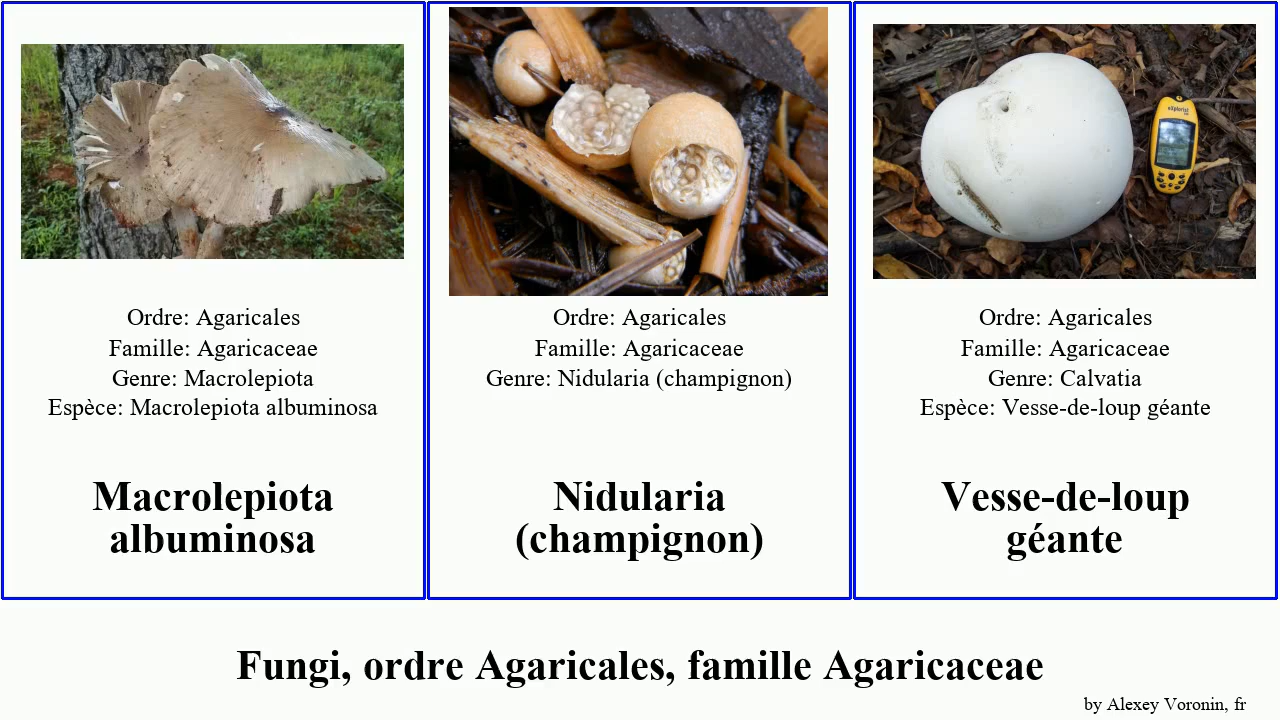 Ordre: Agaricales
Famille: Agaricaceae
Genre: Macrolepiota
Espèce: Macrolepiota albuminosa
Macrolepiota
albuminosa
Ordre: Agaricales
Famille: Agaricaceae
Genre: Nidularia (champignon)
Nidularia
(champignon)
eXplorist
Ordre: Agaricales
Famille: Agaricaceae
Genre: Calvatia
Espèce: Vesse-de-loup géante
Vesse-de-loup
géante
Fungi, ordre Agaricales, famille Agaricaceae
by Alexey Voronin, fr